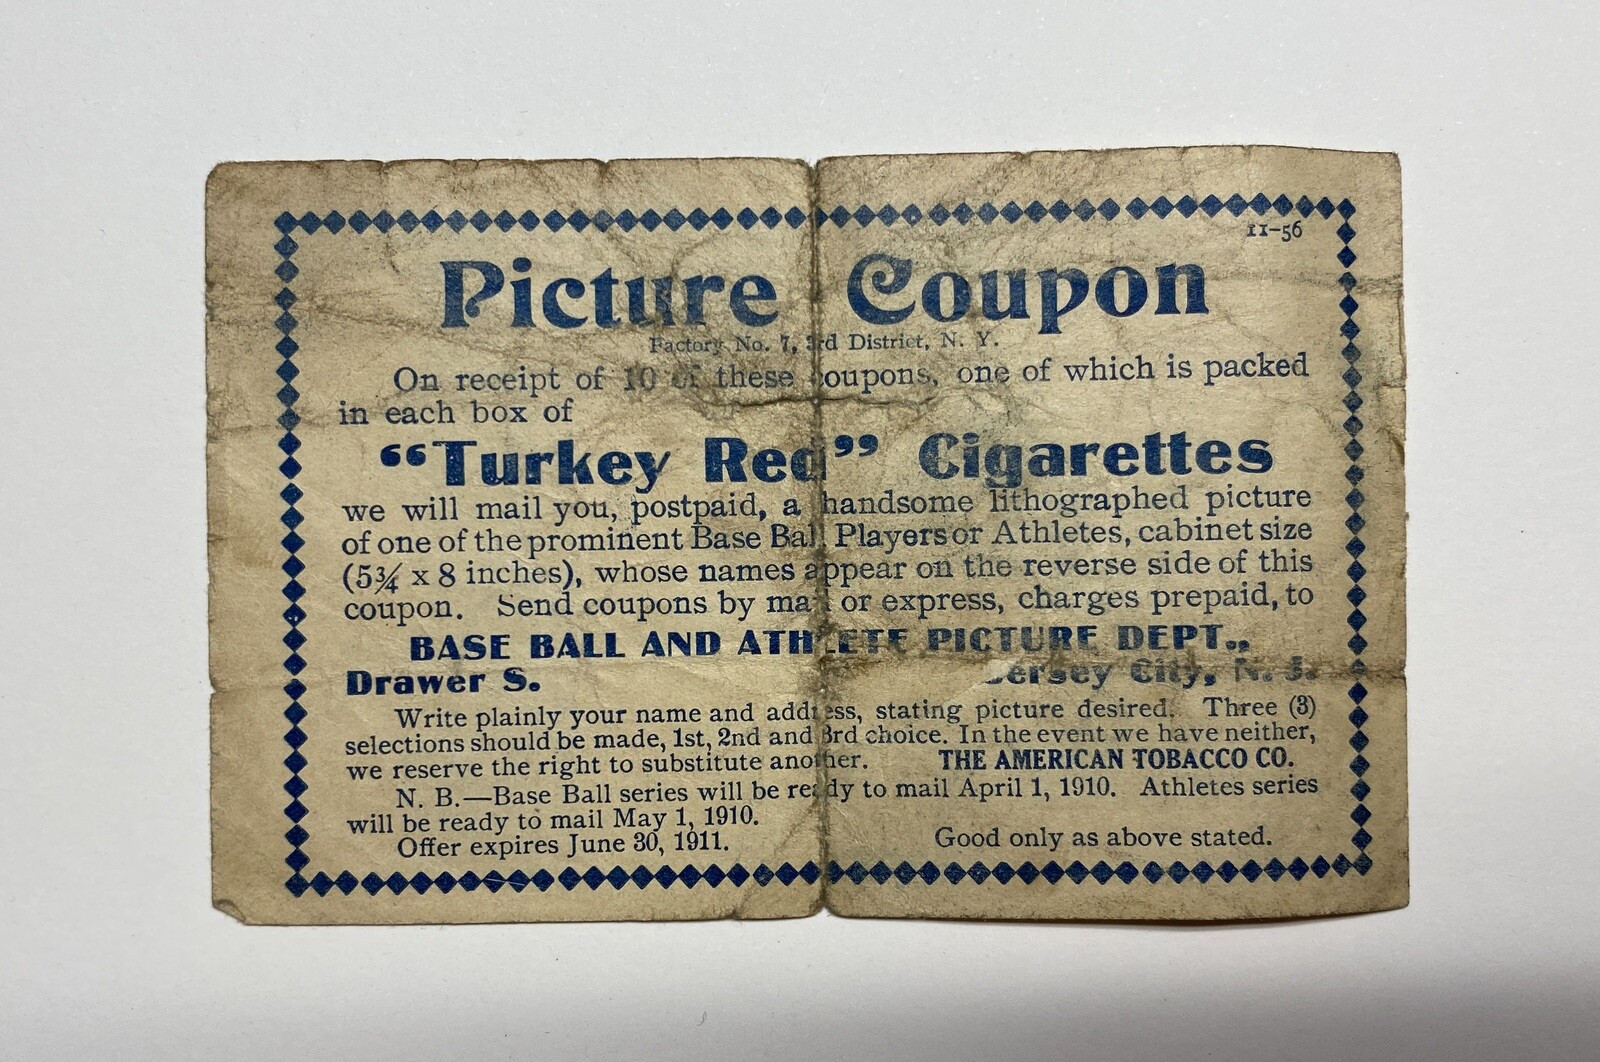 11-56
Picture Coupon
Factory No. 7, 3rd District, N. Y.
On receipt of 10 of these coupons, one of which is packed
in each box of
“Turkey Red” Cigarettes
we will mail you, postpaid, a handsome lithographed picture
of one of the prominent Base Ball Players or Athletes, cabinet size
(5¾ x 8 inches), whose names appear on the reverse side of this
coupon. Send coupons by mail or express, charges prepaid, to
BASE BALL AND ATHLETE PICTURE DEPT.,
Drawer S. Jersey City, N. J.
Write plainly your name and address, stating picture desired. Three (3)
selections should be made, 1st, 2nd and 3rd choice. In the event we have neither,
we reserve the right to substitute another. THE AMERICAN TOBACCO CO.
N. B.—Base Ball series will be ready to mail April 1, 1910. Athletes series
will be ready to mail May 1, 1910.
Offer expires June 30, 1911. Good only as above stated.